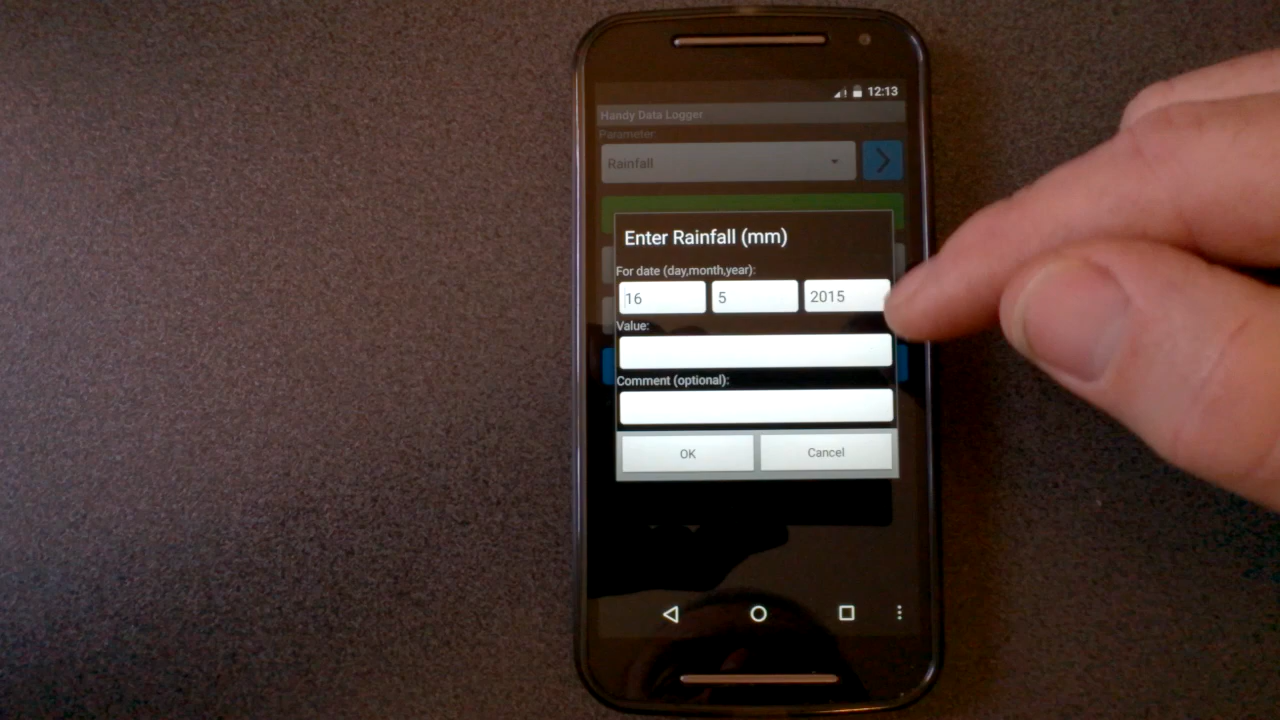 12:13
Handy Data Logger
Parameter:
Rainfall
Enter Rainfall (mm)
For date (day,month,year):
16 5 2015
Value:
Comment (optional):
OK Cancel